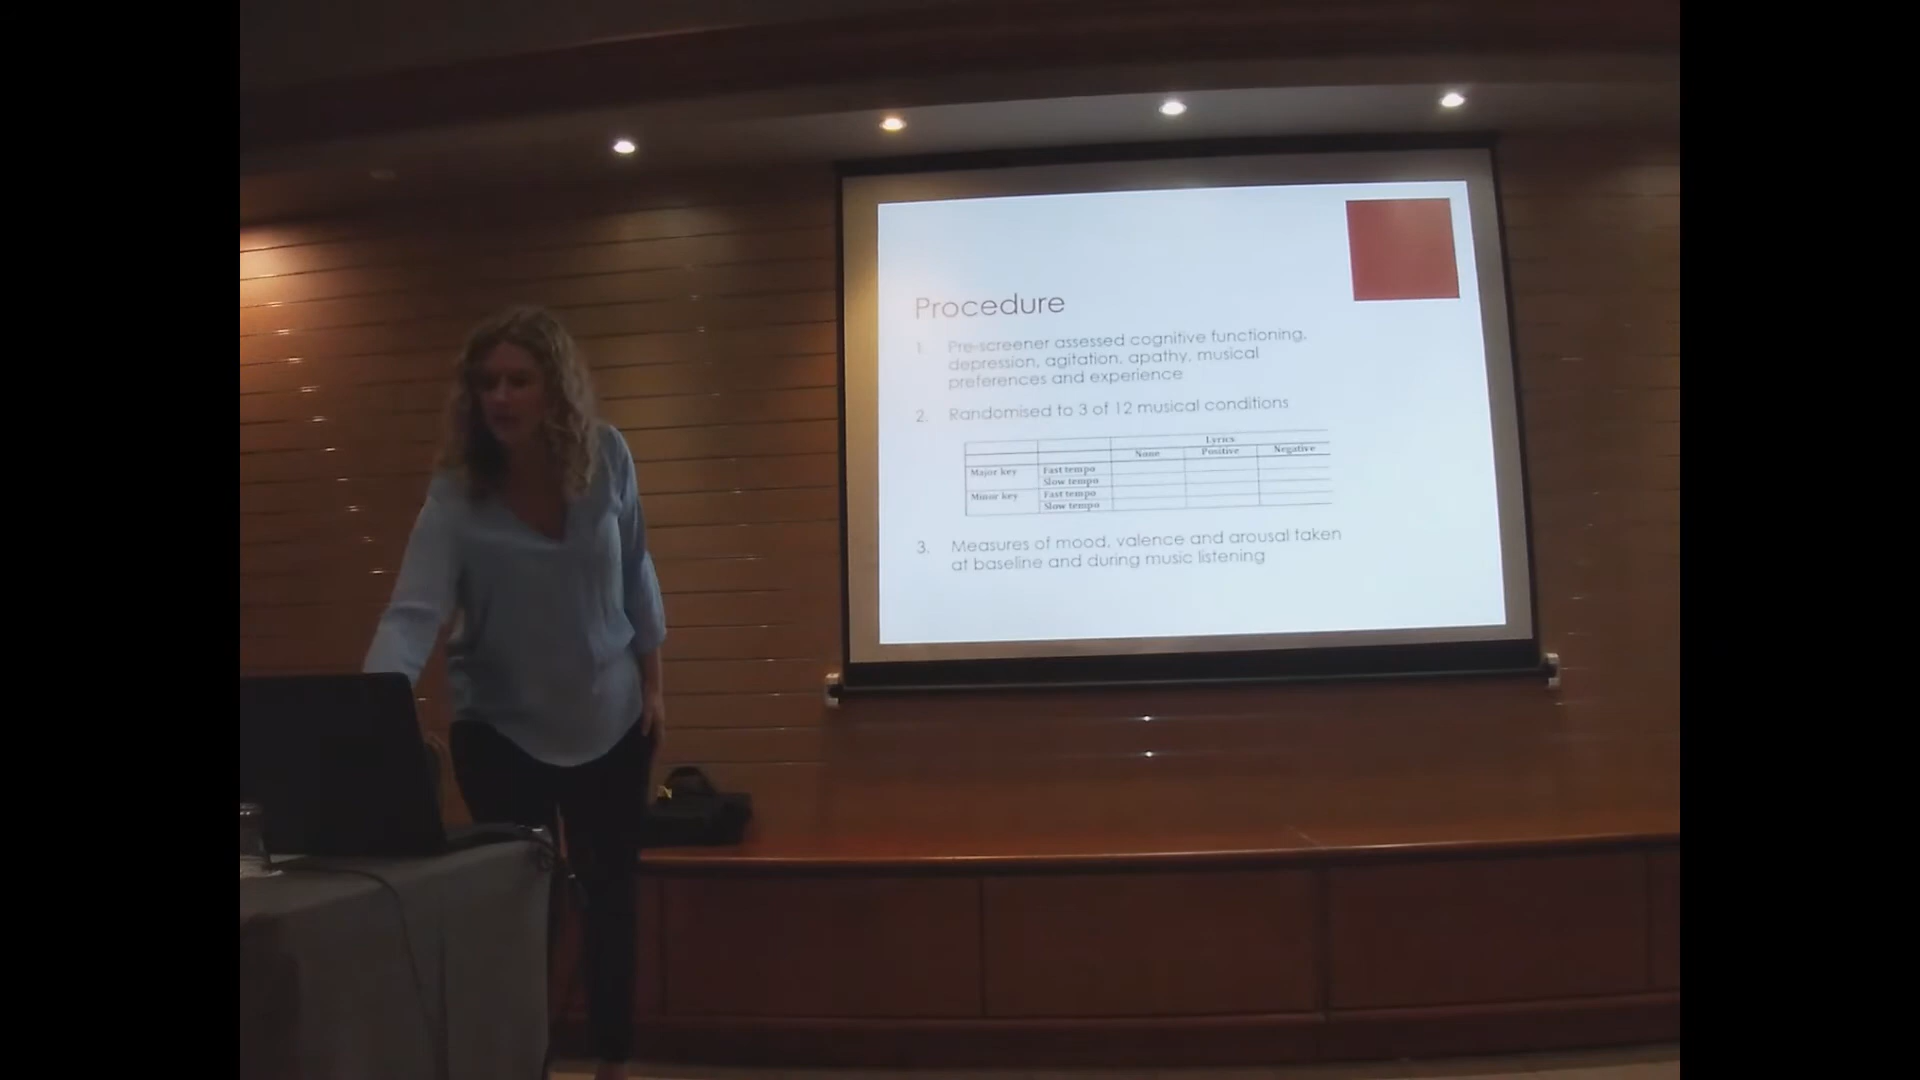 Procedure
1. Pre-screener assessed cognitive functioning,
depression, agitation, apathy, musical
preferences and experience
2. Randomised to 3 of 12 musical conditions
Lyrics
None Positive Negative
Major key Fast tempo
Slow tempo
Minor key Fast tempo
Slow tempo
3. Measures of mood, valence and arousal taken
at baseline and during music listening